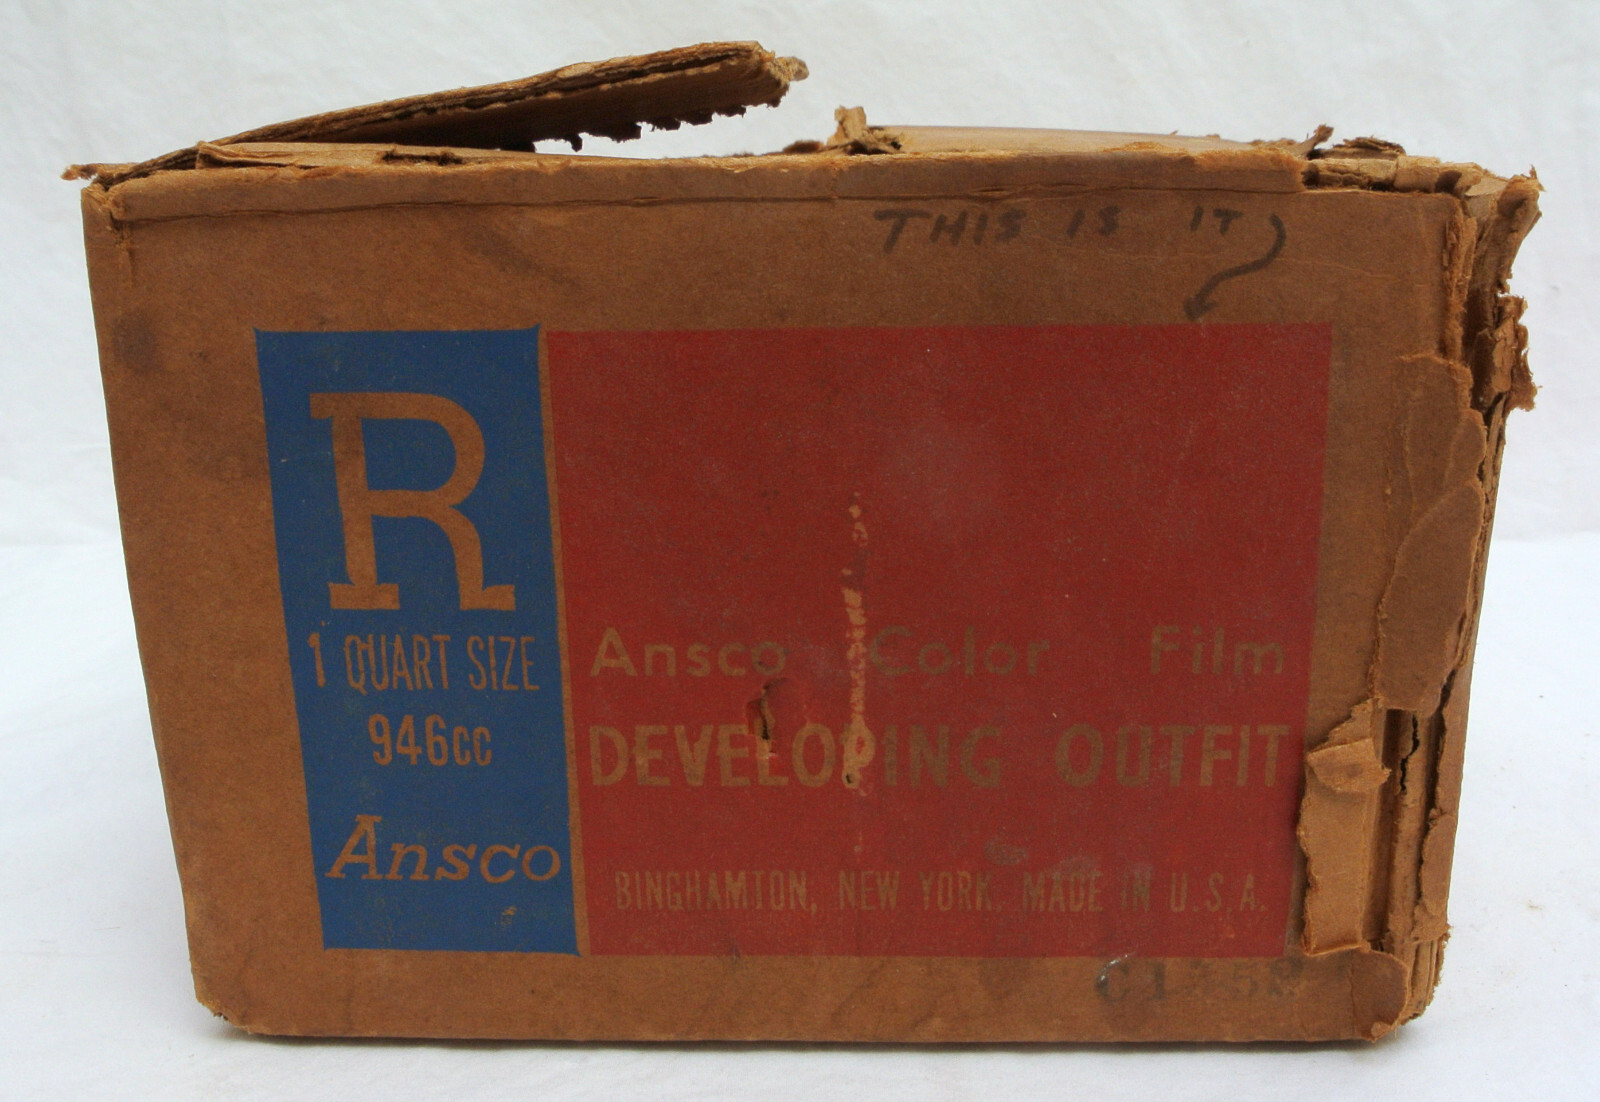 THIS IS IT
R
1 QUART SIZE
946cc
Ansco
Ansco Color Film
DEVELOPING OUTFIT
BINGHAMTON, NEW YORK. MADE IN U.S.A.